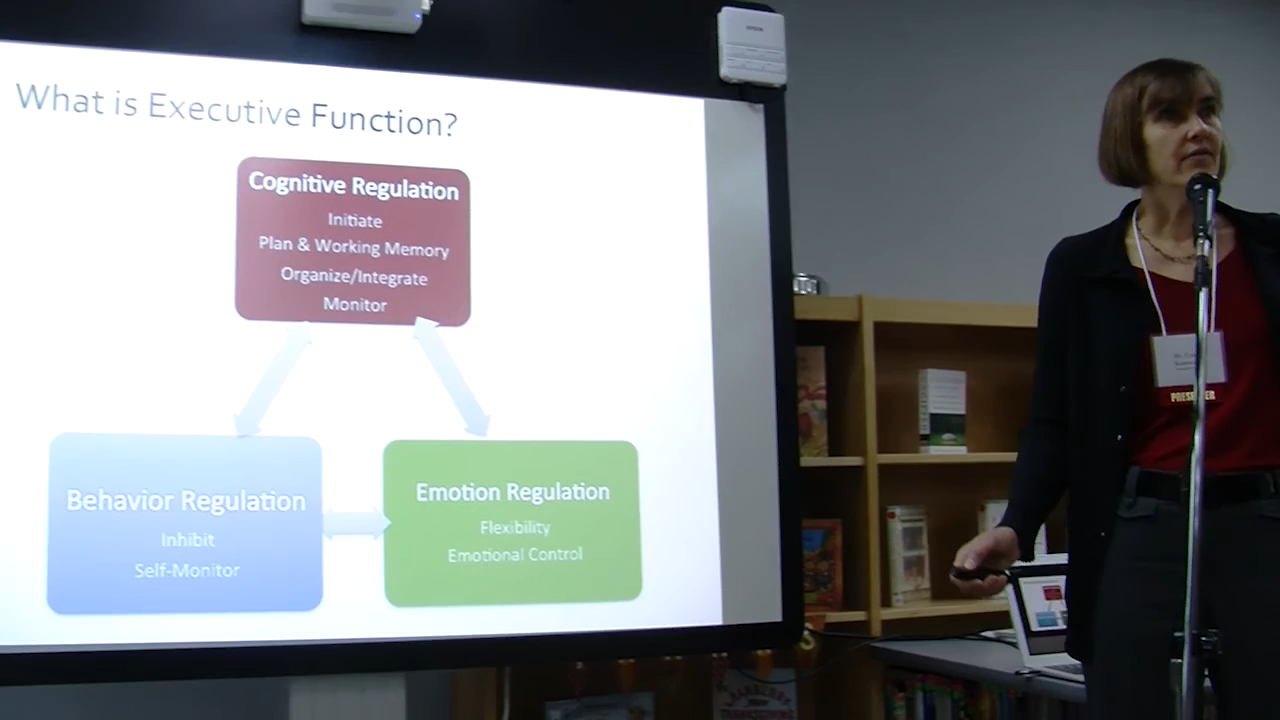 What is Executive Function?
Cognitive Regulation
Initiate
Plan & Working Memory
Organize/Integrate
Monitor
Behavior Regulation
Inhibit
Self-Monitor
Emotion Regulation
Flexibility
Emotional Control
EPSON